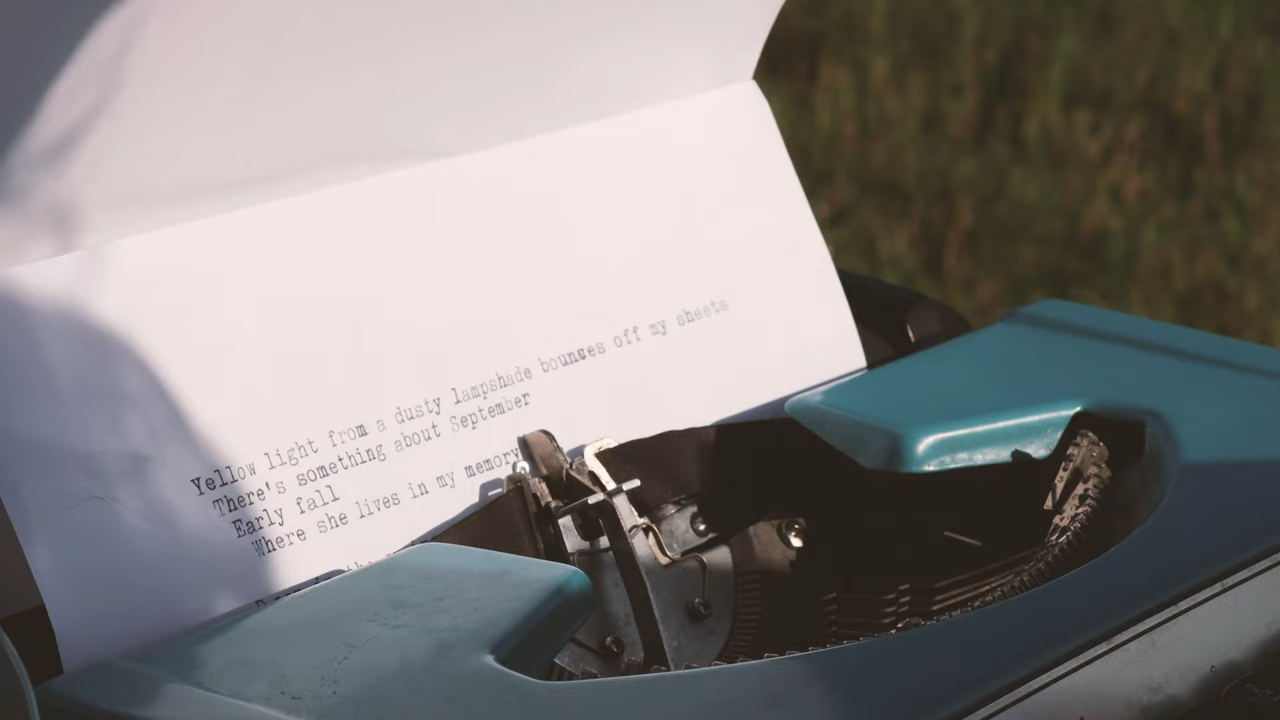 Yellow light from a dusty lampshade bounces off my sheets
There's something about September
Early fall
Where she lives in my memory